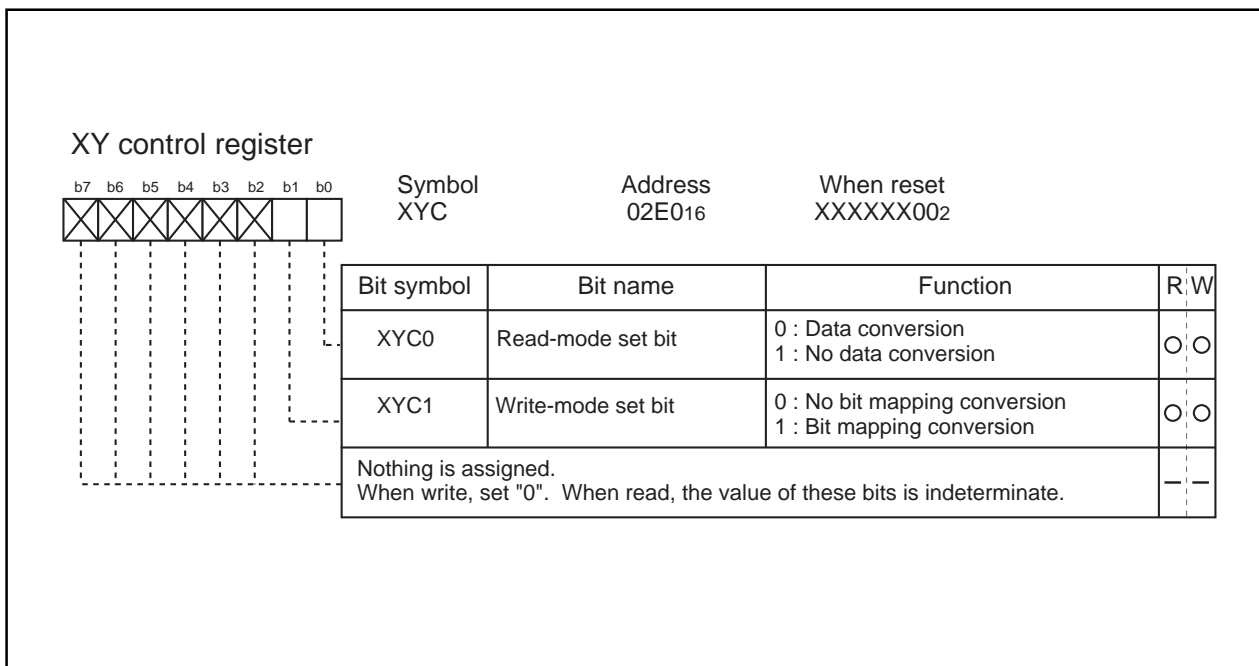 XY control register
b7 b6 b5 b4 b3 b2 b1 b0
Symbol Address When reset
XYC 02E016 XXXXXX002
Bit symbol Bit name Function R W
XYC0 Read-mode set bit 0 : Data conversion
1 : No data conversion
XYC1 Write-mode set bit 0 : No bit mapping conversion
1 : Bit mapping conversion
Nothing is assigned.
When write, set "0". When read, the value of these bits is indeterminate.